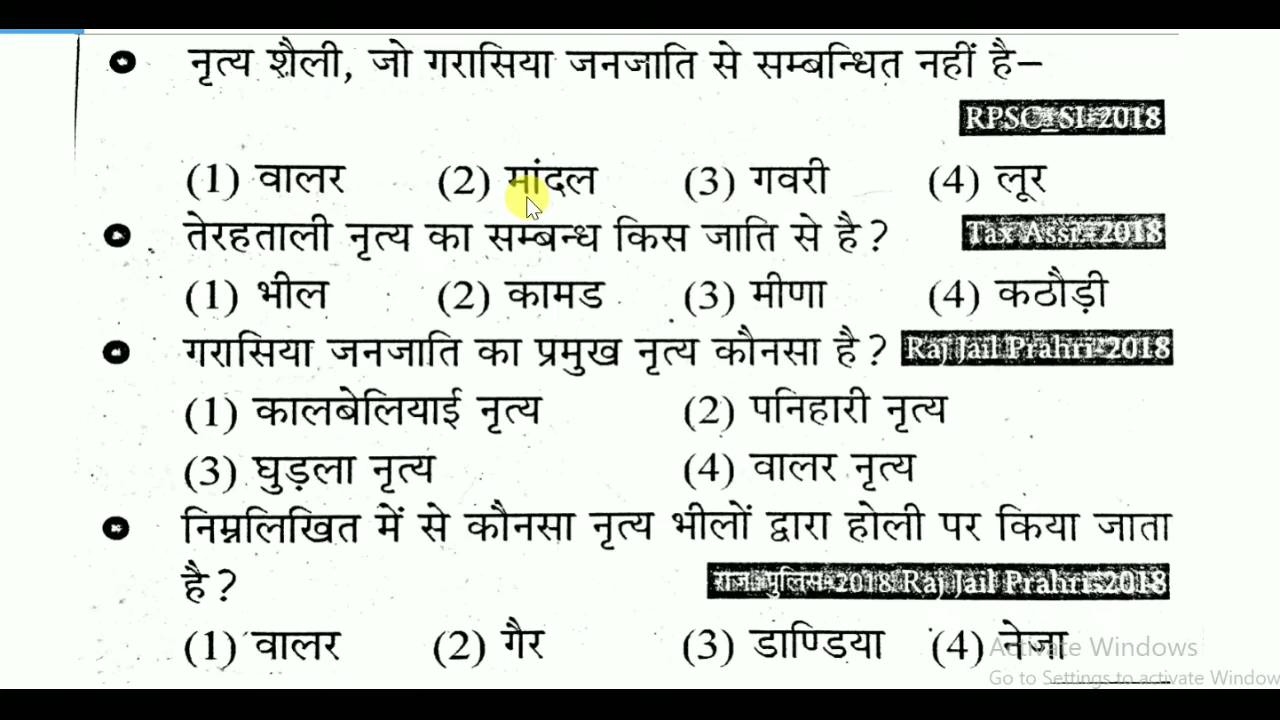 नृत्य शैली, जो गरासिया जनजाति से सम्बन्धित नहीं है–
RPSC_SI-2018
(1) वालर (2) मांदल (3) गवरी (4) लूर
तेरहताली नृत्य का सम्बन्ध किस जाति से है?
Tax Assi.-2018
(1) भील (2) कामड (3) मीणा (4) कठौड़ी
गरासिया जनजाति का प्रमुख नृत्य कौनसा है? Raj Jail Prahri-2018
(1) कालबेलियाई नृत्य (2) पनिहारी नृत्य
(3) घुड़ला नृत्य (4) वालर नृत्य
निम्नलिखित में से कौनसा नृत्य भीलों द्वारा होली पर किया जाता
है?
राज.पुलिस-2018 Raj Jail Prahri-2018
(1) वालर (2) गैर (3) डाण्डिया (4) नेजा
Activate Windows
Go to Settings to activate Window